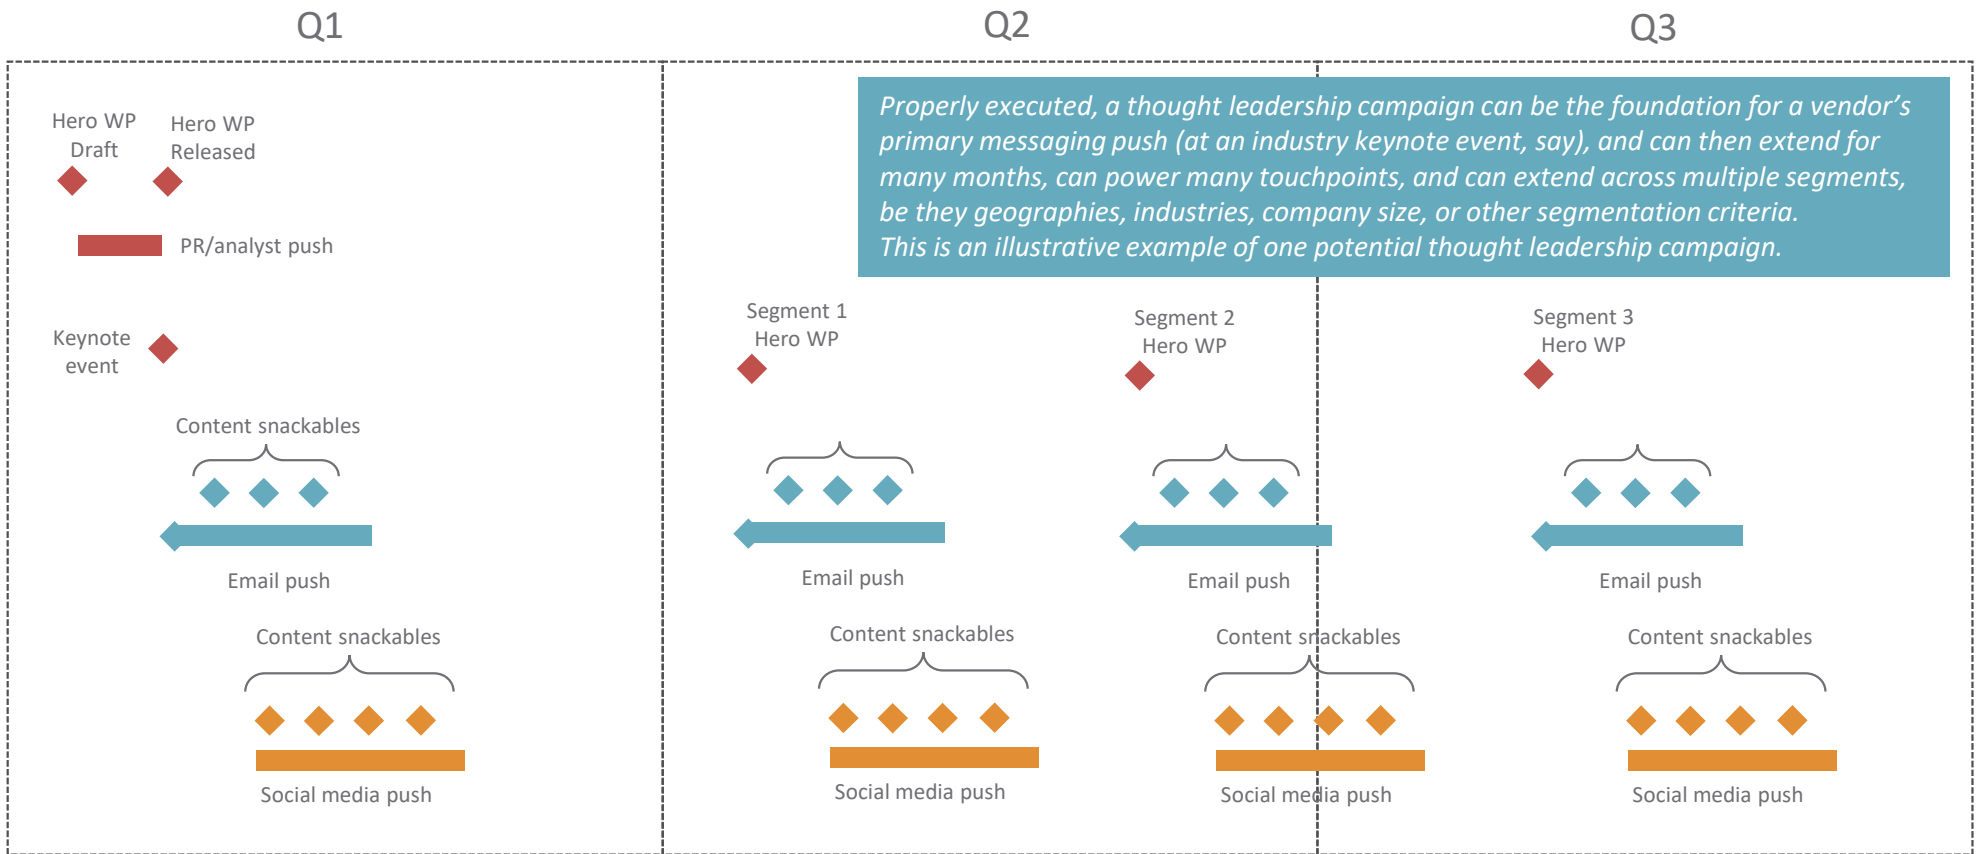 Q1
Q2
Q3
Hero WP
Draft
Hero WP
Released
PR/analyst push
Keynote
event
Properly executed, a thought leadership campaign can be the foundation for a vendor’s
primary messaging push (at an industry keynote event, say), and can then extend for
many months, can power many touchpoints, and can extend across multiple segments,
be they geographies, industries, company size, or other segmentation criteria.
This is an illustrative example of one potential thought leadership campaign.
Segment 1
Hero WP
Segment 2
Hero WP
Segment 3
Hero WP
Content snackables
Email push
Email push
Email push
Email push
Content snackables
Content snackables
Content snackables
Content snackables
Social media push
Social media push
Social media push
Social media push